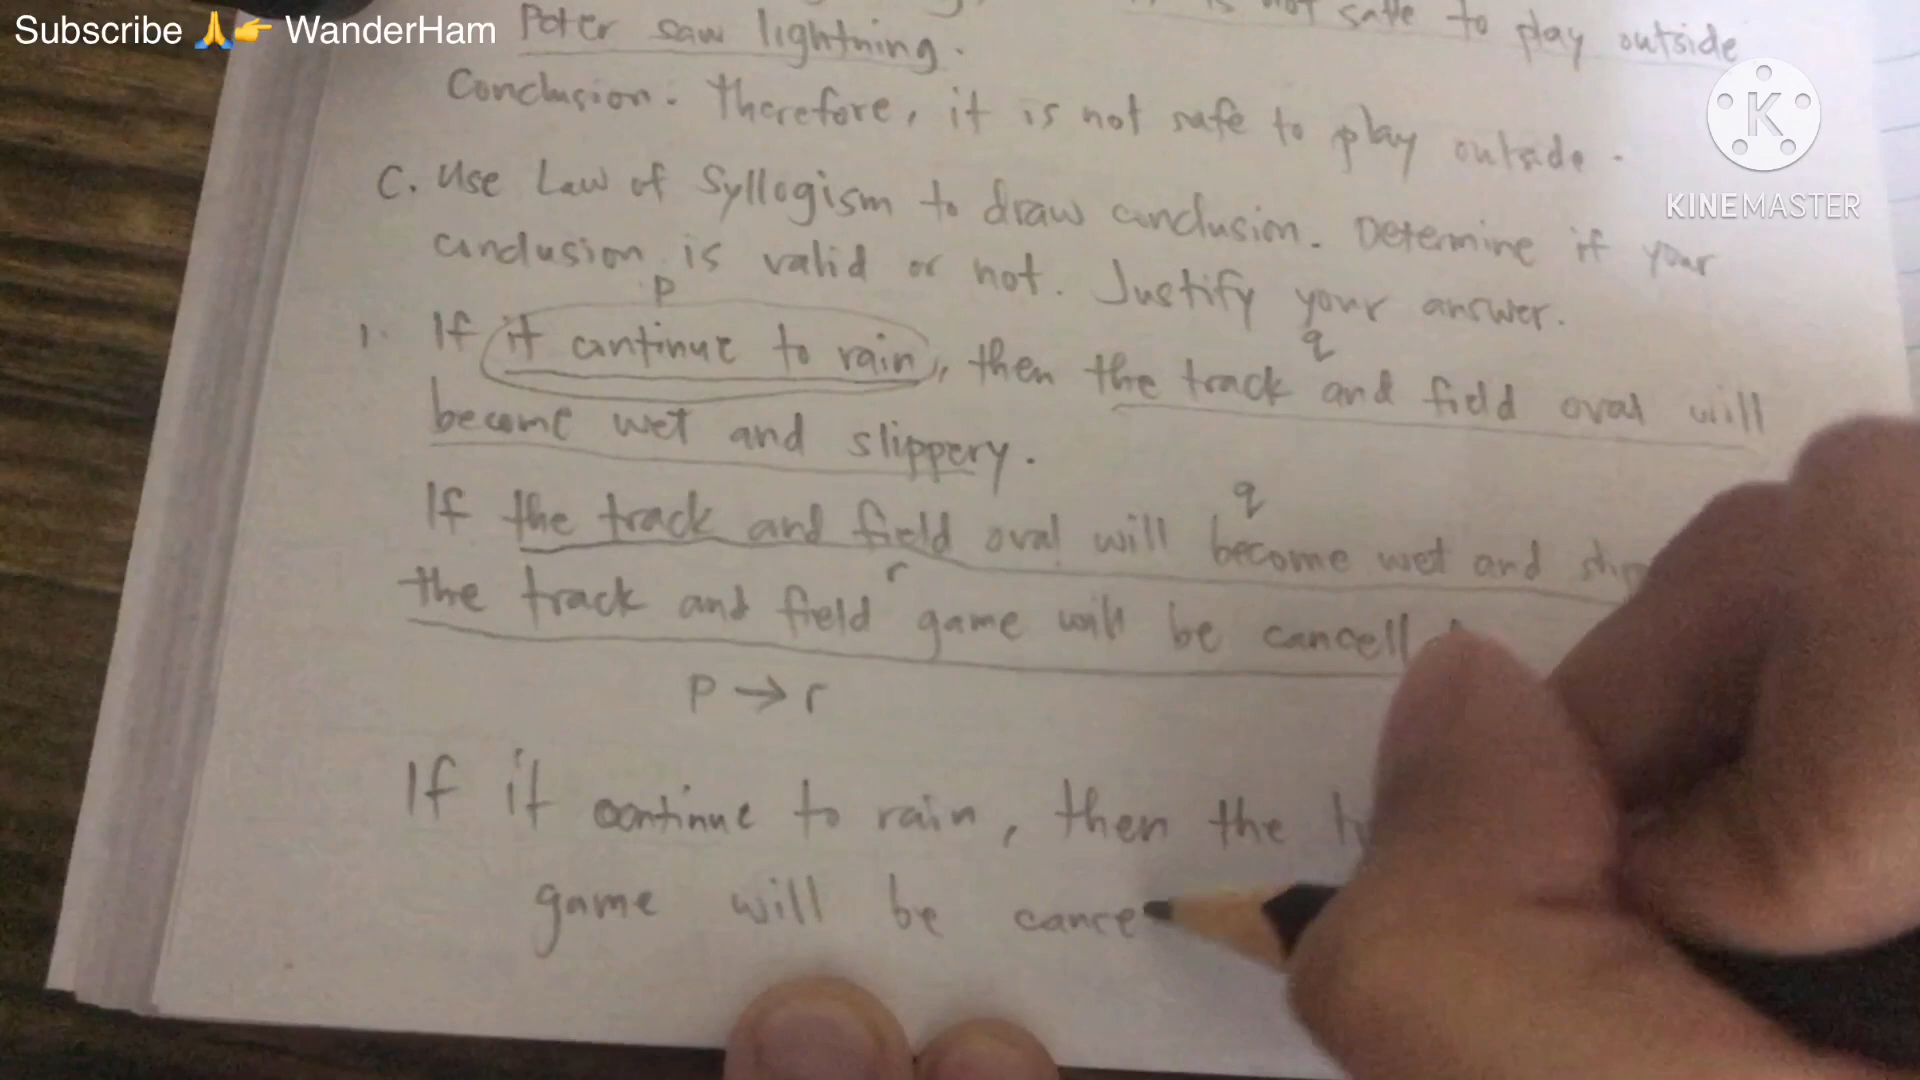 Subscribe 🙏👉 WanderHam
not safe to play outside
Peter saw lightning.
Conclusion. Therefore, it is not safe to play outside.
KINEMASTER
C. Use Law of Syllogism to draw conclusion. Determine if your
conclusion is valid or not. Justify your answer.
p
1. If it continue to rain, then the track and field oval will
q
become wet and slippery.
q
If the track and field oval will become wet and
r
the track and field game will be cancell
p → r
If it continue to rain, then the
game will be cance